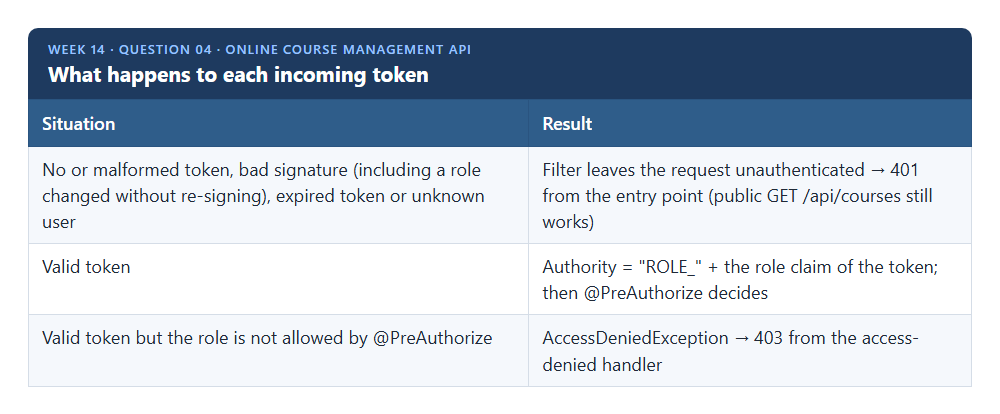 WEEK 14 · QUESTION 04 · ONLINE COURSE MANAGEMENT API
What happens to each incoming token
Situation
Result
No or malformed token, bad signature (including a role
changed without re-signing), expired token or unknown
user
Filter leaves the request unauthenticated → 401
from the entry point (public GET /api/courses still
works)
Valid token
Authority = "ROLE_" + the role claim of the token;
then @PreAuthorize decides
Valid token but the role is not allowed by @PreAuthorize
AccessDeniedException → 403 from the access-
denied handler